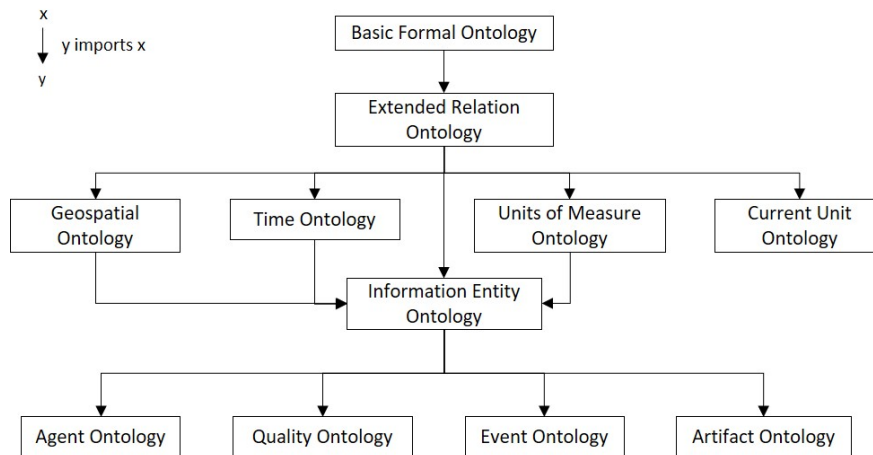 x
y imports x
y
Basic Formal Ontology
Extended Relation
Ontology
Geospatial
Ontology
Time Ontology
Units of Measure
Ontology
Current Unit
Ontology
Information Entity
Ontology
Agent Ontology
Quality Ontology
Event Ontology
Artifact Ontology